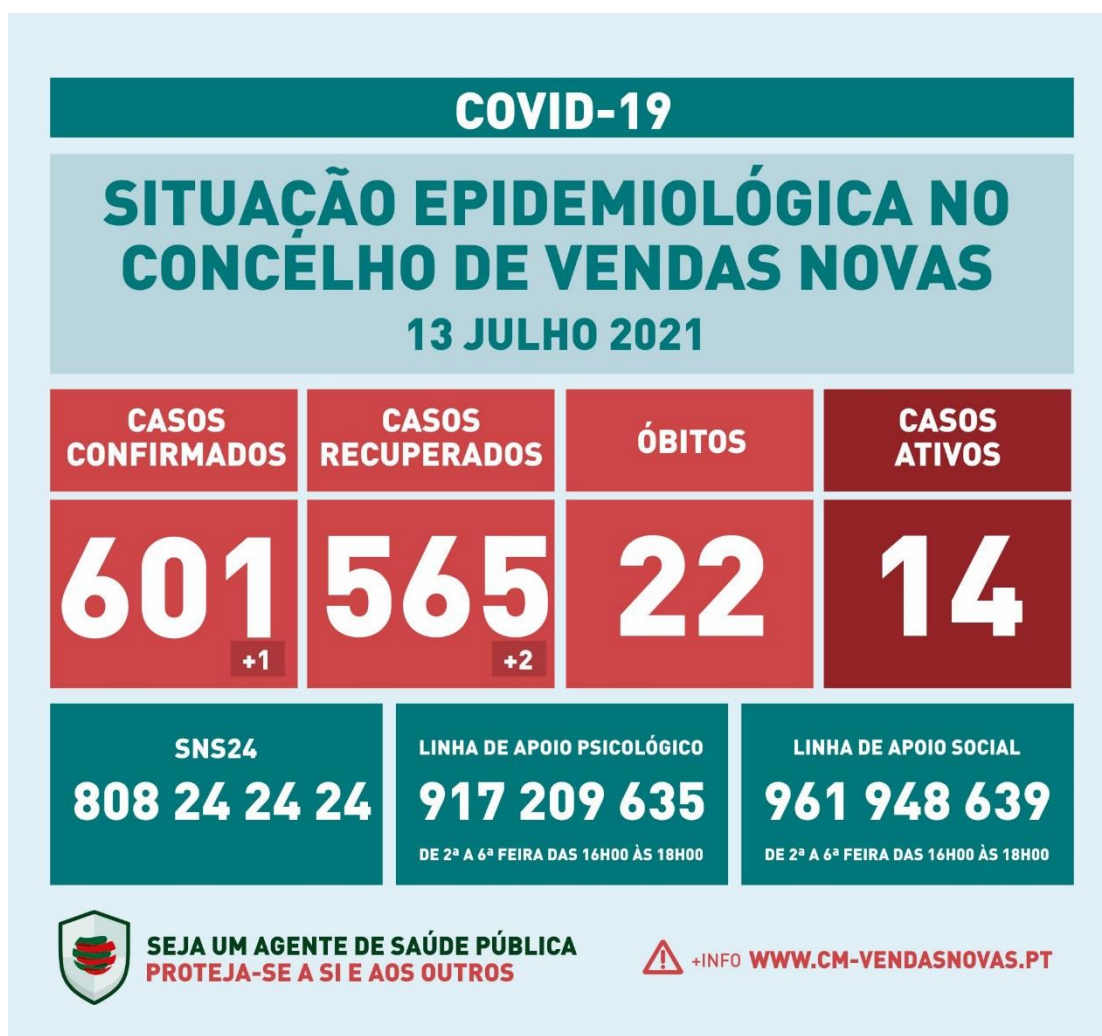 COVID-19
SITUAÇÃO EPIDEMIOLÓGICA NO
CONCELHO DE VENDAS NOVAS
13 JULHO 2021
CASOS
CONFIRMADOS
CASOS
RECUPERADOS
ÓBITOS
CASOS
ATIVOS
601
+1
565
+2
22
14
SNS24
808 24 24 24
LINHA DE APOIO PSICOLÓGICO
917 209 635
DE 2ª A 6ª FEIRA DAS 16H00 ÀS 18H00
LINHA DE APOIO SOCIAL
961 948 639
DE 2ª A 6ª FEIRA DAS 16H00 ÀS 18H00
SEJA UM AGENTE DE SAÚDE PÚBLICA
PROTEJA-SE A SI E AOS OUTROS
+INFO WWW.CM-VENDASNOVAS.PT